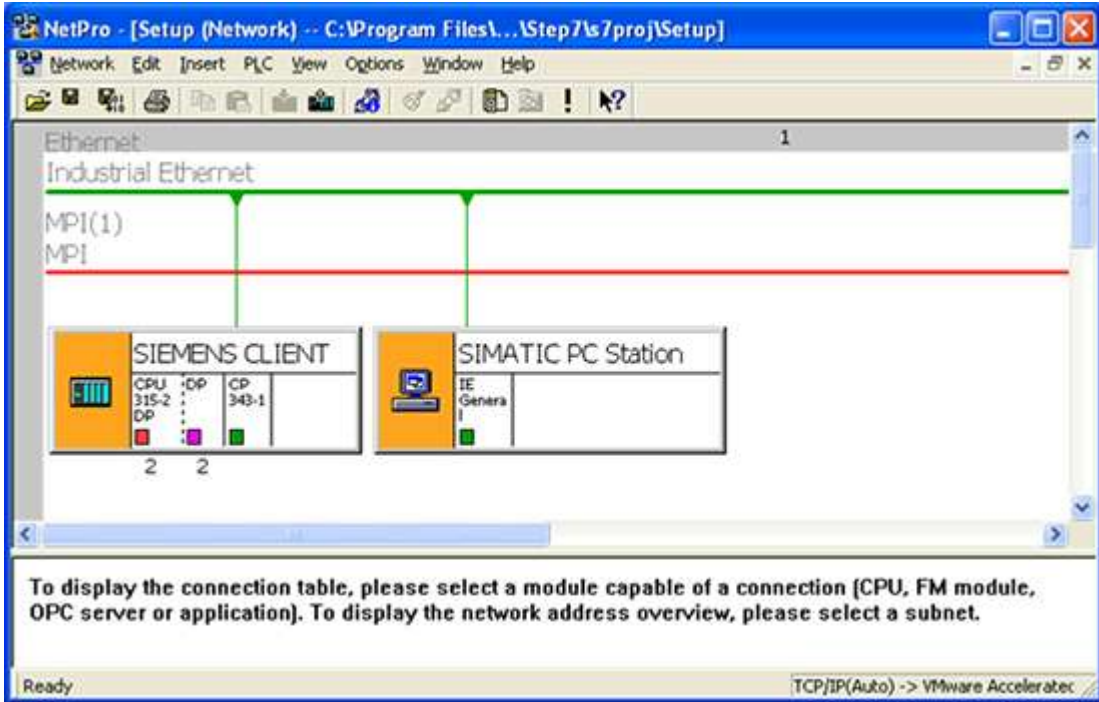 NetPro - [Setup (Network) -- C:\Program Files\...\Step7\s7proj\Setup]
Network Edit Insert PLC View Options Window Help
Ethernet
1
Industrial Ethernet
MPI(1)
MPI
SIEMENS CLIENT
CPU 315-2 DP
DP
CP 343-1
2 2
SIMATIC PC Station
IE
Genera
l
To display the connection table, please select a module capable of a connection (CPU, FM module,
OPC server or application). To display the network address overview, please select a subnet.
Ready
TCP/IP(Auto) -> VMware Acceleratec